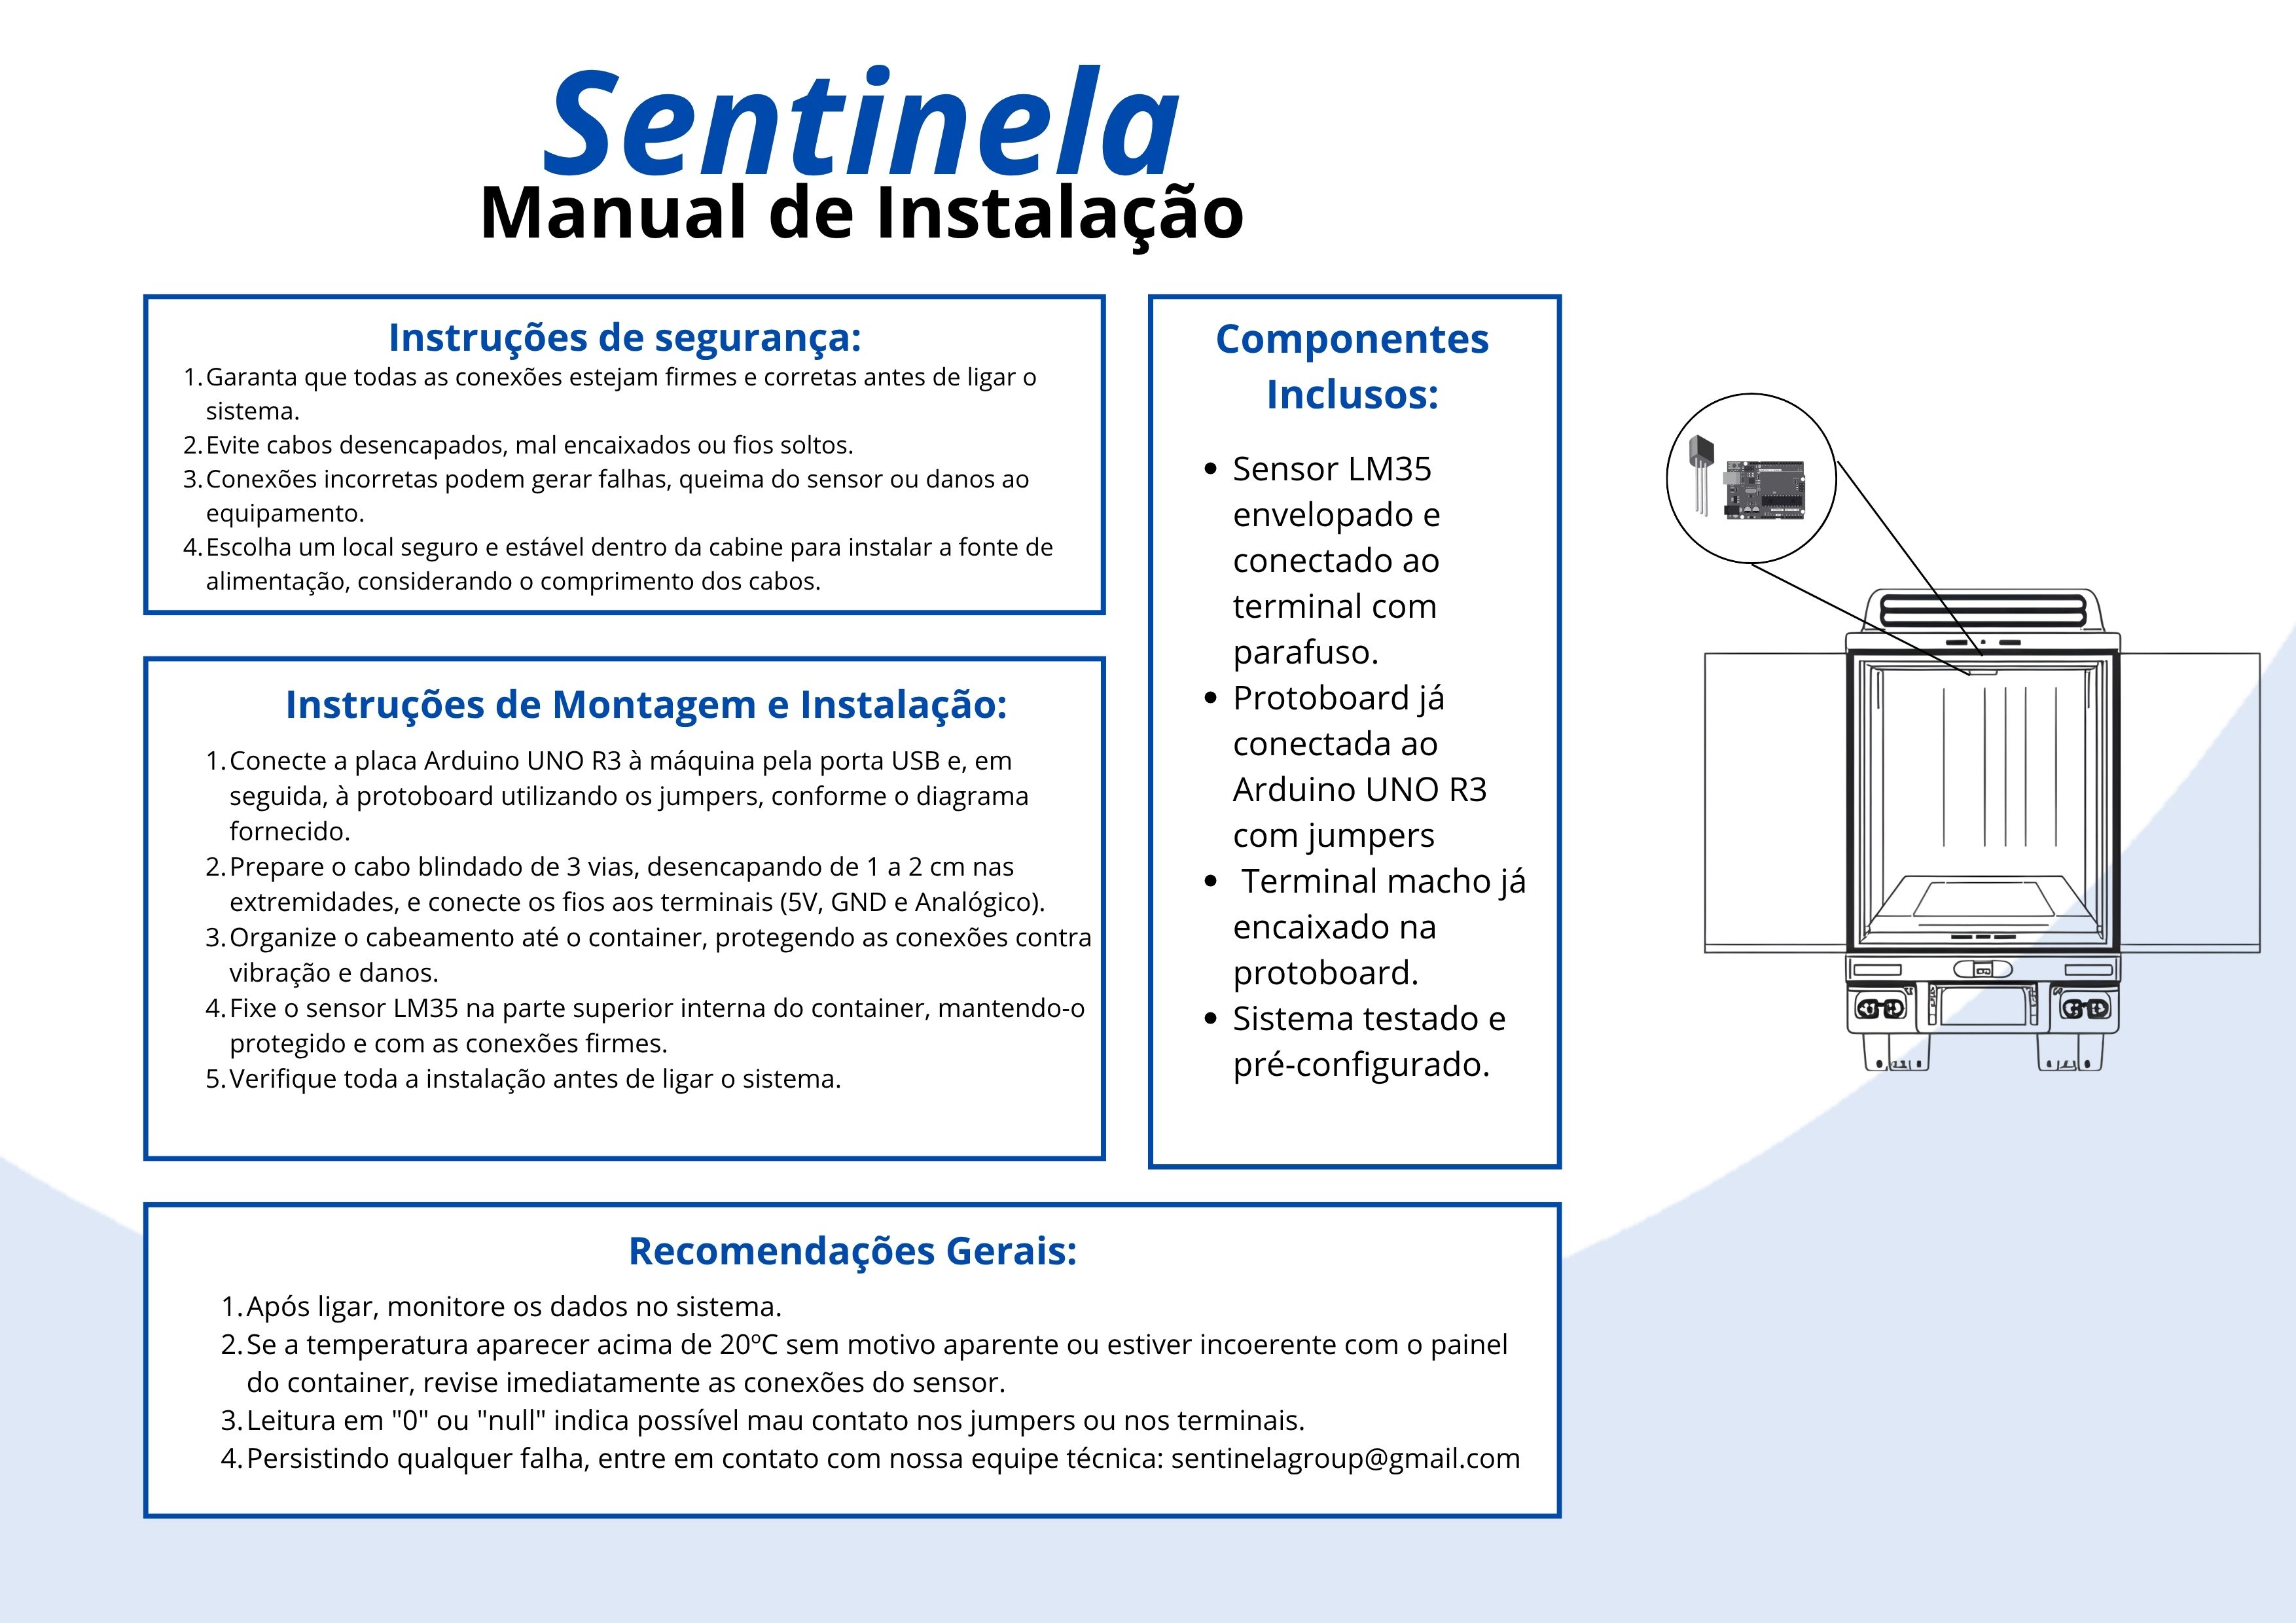 Sentinela
Manual de Instalação
Instruções de segurança:
1. Garanta que todas as conexões estejam firmes e corretas antes de ligar o
sistema.
2. Evite cabos desencapados, mal encaixados ou fios soltos.
3. Conexões incorretas podem gerar falhas, queima do sensor ou danos ao
equipamento.
4. Escolha um local seguro e estável dentro da cabine para instalar a fonte de
alimentação, considerando o comprimento dos cabos.
Instruções de Montagem e Instalação:
1. Conecte a placa Arduino UNO R3 à máquina pela porta USB e, em
seguida, à protoboard utilizando os jumpers, conforme o diagrama
fornecido.
2. Prepare o cabo blindado de 3 vias, desencapando de 1 a 2 cm nas
extremidades, e conecte os fios aos terminais (5V, GND e Analógico).
3. Organize o cabeamento até o container, protegendo as conexões contra
vibração e danos.
4. Fixe o sensor LM35 na parte superior interna do container, mantendo-o
protegido e com as conexões firmes.
5. Verifique toda a instalação antes de ligar o sistema.
Componentes
Inclusos:
• Sensor LM35
envelopado e
conectado ao
terminal com
parafuso.
• Protoboard já
conectada ao
Arduino UNO R3
com jumpers
• Terminal macho já
encaixado na
protoboard.
• Sistema testado e
pré-configurado.
Recomendações Gerais:
1. Após ligar, monitore os dados no sistema.
2. Se a temperatura aparecer acima de 20ºC sem motivo aparente ou estiver incoerente com o painel
do container, revise imediatamente as conexões do sensor.
3. Leitura em "0" ou "null" indica possível mau contato nos jumpers ou nos terminais.
4. Persistindo qualquer falha, entre em contato com nossa equipe técnica: sentinelagroup@gmail.com